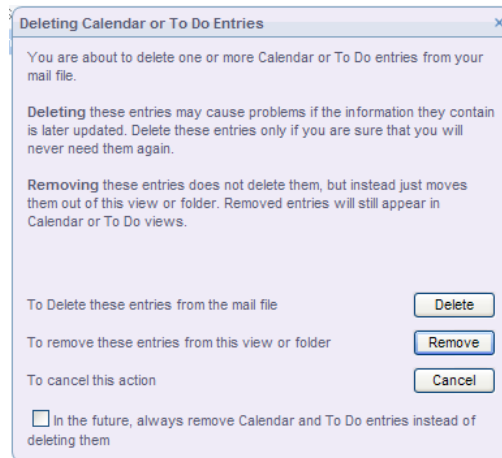 Deleting Calendar or To Do Entries
You are about to delete one or more Calendar or To Do entries from your
mail file.
Deleting these entries may cause problems if the information they contain
is later updated. Delete these entries only if you are sure that you will
never need them again.
Removing these entries does not delete them, but instead just moves
them out of this view or folder. Removed entries will still appear in
Calendar or To Do views.
To Delete these entries from the mail file Delete
To remove these entries from this view or folder Remove
To cancel this action Cancel
In the future, always remove Calendar and To Do entries instead of
deleting them